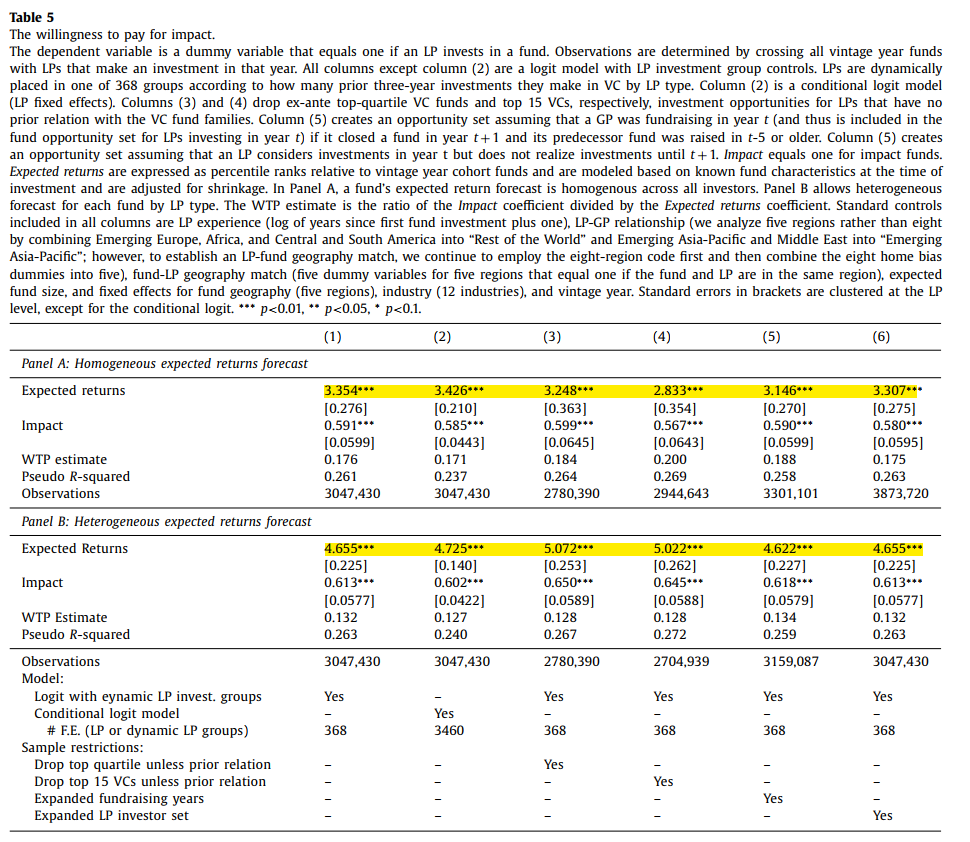 Table 5
The willingness to pay for impact.
The dependent variable is a dummy variable that equals one if an LP invests in a fund. Observations are determined by crossing all vintage year funds
with LPs that make an investment in that year. All columns except column (2) are a logit model with LP investment group controls. LPs are dynamically
placed in one of 368 groups according to how many prior three-year investments they make in VC by LP type. Column (2) is a conditional logit model
(LP fixed effects). Columns (3) and (4) drop ex-ante top-quartile VC funds and top 15 VCs, respectively, investment opportunities for LPs that have no
prior relation with the VC fund families. Column (5) creates an opportunity set assuming that a GP was fundraising in year t (and thus is included in the
fund opportunity set for LPs investing in year t) if it closed a fund in year t+1 and its predecessor fund was raised in t-5 or older. Column (5) creates
an opportunity set assuming that an LP considers investments in year t but does not realize investments until t+1. Impact equals one for impact funds.
Expected returns are expressed as percentile ranks relative to vintage year cohort funds and are modeled based on known fund characteristics at the time of
investment and are adjusted for shrinkage. In Panel A, a fund's expected return forecast is homogenous across all investors. Panel B allows heterogeneous
forecast for each fund by LP type. The WTP estimate is the ratio of the Impact coefficient divided by the Expected returns coefficient. Standard controls
included in all columns are LP experience (log of years since first fund investment plus one), LP-GP relationship (we analyze five regions rather than eight
by combining Emerging Europe, Africa, and Central and South America into “Rest of the World” and Emerging Asia-Pacific and Middle East into “Emerging
Asia-Pacific”; however, to establish an LP-fund geography match, we continue to employ the eight-region code first and then combine the eight home bias
dummies into five), fund-LP geography match (five dummy variables for five regions that equal one if the fund and LP are in the same region), expected
fund size, and fixed effects for fund geography (five regions), industry (12 industries), and vintage year. Standard errors in brackets are clustered at the LP
level, except for the conditional logit. *** p<0.01, ** p<0.05, * p<0.1.
(1) (2) (3) (4) (5) (6)
Panel A: Homogeneous expected returns forecast
Expected returns 3.354*** 3.426*** 3.248*** 2.833*** 3.146*** 3.307***
[0.276] [0.210] [0.363] [0.354] [0.270] [0.275]
Impact 0.591*** 0.585*** 0.599*** 0.567*** 0.590*** 0.580***
[0.0599] [0.0443] [0.0645] [0.0643] [0.0599] [0.0595]
WTP estimate 0.176 0.171 0.184 0.200 0.188 0.175
Pseudo R-squared 0.261 0.237 0.264 0.269 0.258 0.263
Observations 3047,430 3047,430 2780,390 2944,643 3301,101 3873,720
Panel B: Heterogeneous expected returns forecast
Expected Returns 4.655*** 4.725*** 5.072*** 5.022*** 4.622*** 4.655***
[0.225] [0.140] [0.253] [0.262] [0.227] [0.225]
Impact 0.613*** 0.602*** 0.650*** 0.645*** 0.618*** 0.613***
[0.0577] [0.0422] [0.0589] [0.0588] [0.0579] [0.0577]
WTP Estimate 0.132 0.127 0.128 0.128 0.134 0.132
Pseudo R-squared 0.263 0.240 0.267 0.272 0.259 0.263
Observations 3047,430 3047,430 2780,390 2704,939 3159,087 3047,430
Model:
Logit with eynamic LP invest. groups Yes – Yes Yes Yes Yes
Conditional logit model – Yes – – – –
# F.E. (LP or dynamic LP groups) 368 3460 368 368 368 368
Sample restrictions:
Drop top quartile unless prior relation – – Yes – – –
Drop top 15 VCs unless prior relation – – – Yes – –
Expanded fundraising years – – – – Yes –
Expanded LP investor set – – – – – Yes